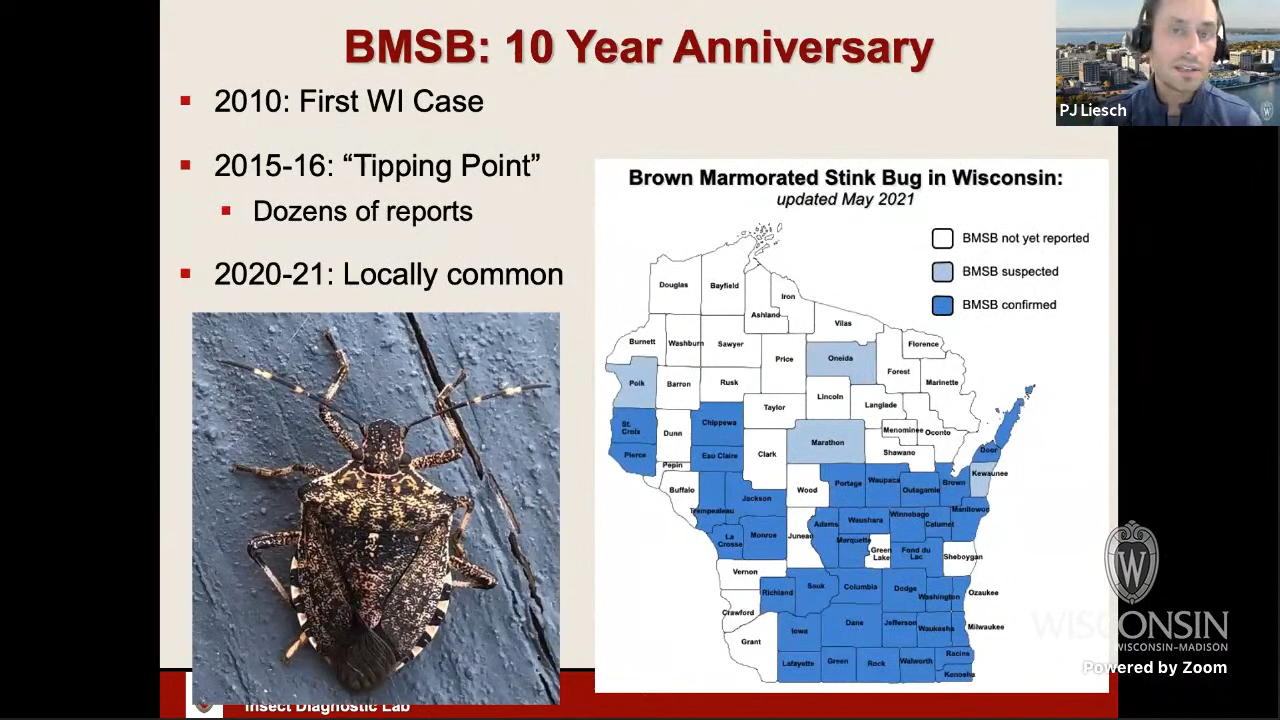 BMSB: 10 Year Anniversary
2010: First WI Case
2015-16: “Tipping Point”
Dozens of reports
2020-21: Locally common
PJ Liesch
Brown Marmorated Stink Bug in Wisconsin:
updated May 2021
BMSB not yet reported
BMSB suspected
BMSB confirmed
Douglas
Bayfield
Iron
Ashland
Vilas
Burnett
Washburn
Sawyer
Price
Oneida
Florence
Forest
Marinette
Polk
Barron
Rusk
Lincoln
Langlade
Taylor
Chippewa
St.
Croix
Dunn
Marathon
Menominee
Oconto
Shawano
Pierce
Eau Claire
Clark
Door
Pepin
Kewaunee
Buffalo
Jackson
Wood
Portage
Waupaca
Outagamie
Brown
Trempealeau
Adams
Waushara
Winnebago
Calumet
Manitowoc
La
Crosse
Monroe
Juneau
Marquette
Green
Lake
Fond du
Lac
Sheboygan
Vernon
Richland
Sauk
Columbia
Dodge
Washington
Ozaukee
Crawford
Grant
Iowa
Dane
Jefferson
Waukesha
Milwaukee
Lafayette
Green
Rock
Walworth
Racine
Kenosha
W
WISCONSIN
WISCONSIN–MADISON
Powered by Zoom
Insect Diagnostic Lab